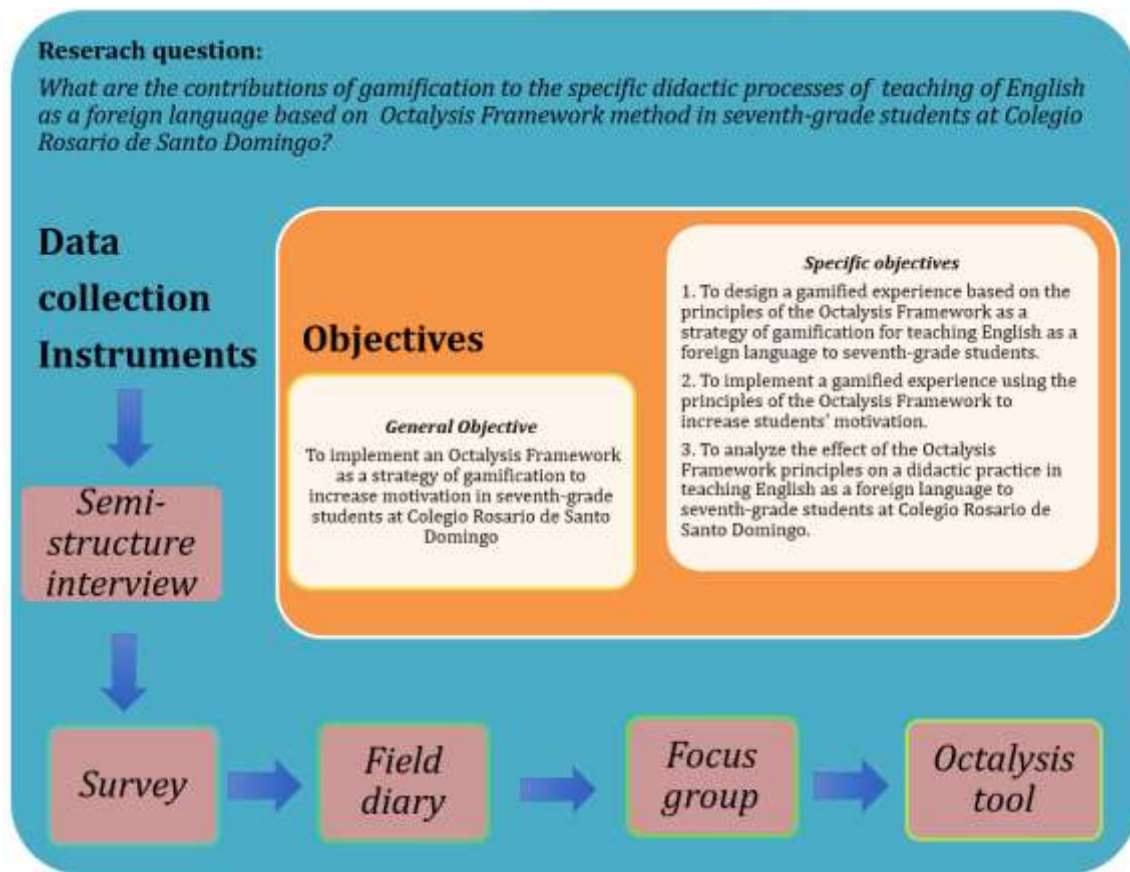 Reserach question:
What are the contributions of gamification to the specific didactic processes of teaching of English
as a foreign language based on Octalysis Framework method in seventh-grade students at Colegio
Rosario de Santo Domingo?
Data
collection
Instruments
Semi-
structure
interview
Survey
Field
diary
Focus
group
Octalysis
tool
Objectives
General Objective
To implement an Octalysis Framework
as a strategy of gamification to
increase motivation in seventh-grade
students at Colegio Rosario de Santo
Domingo
Specific objectives
1. To design a gamified experience based on the
principles of the Octalysis Framework as a
strategy of gamification for teaching English as a
foreign language to seventh-grade students.
2. To implement a gamified experience using the
principles of the Octalysis Framework to
increase students' motivation.
3. To analyze the effect of the Octalysis
Framework principles on a didactic practice in
teaching English as a foreign language to
seventh-grade students at Colegio Rosario de
Santo Domingo.